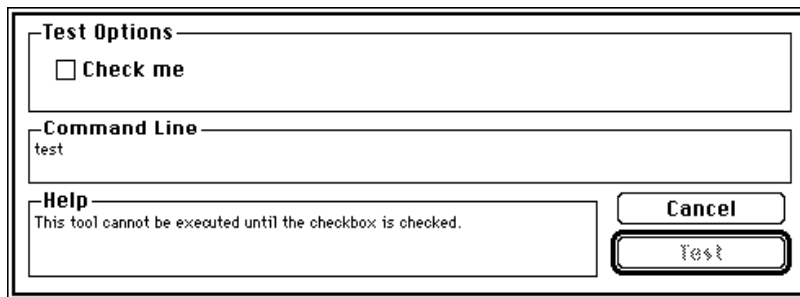 Test Options
Check me
Command Line
test
Help
This tool cannot be executed until the checkbox is checked.
Cancel
Test